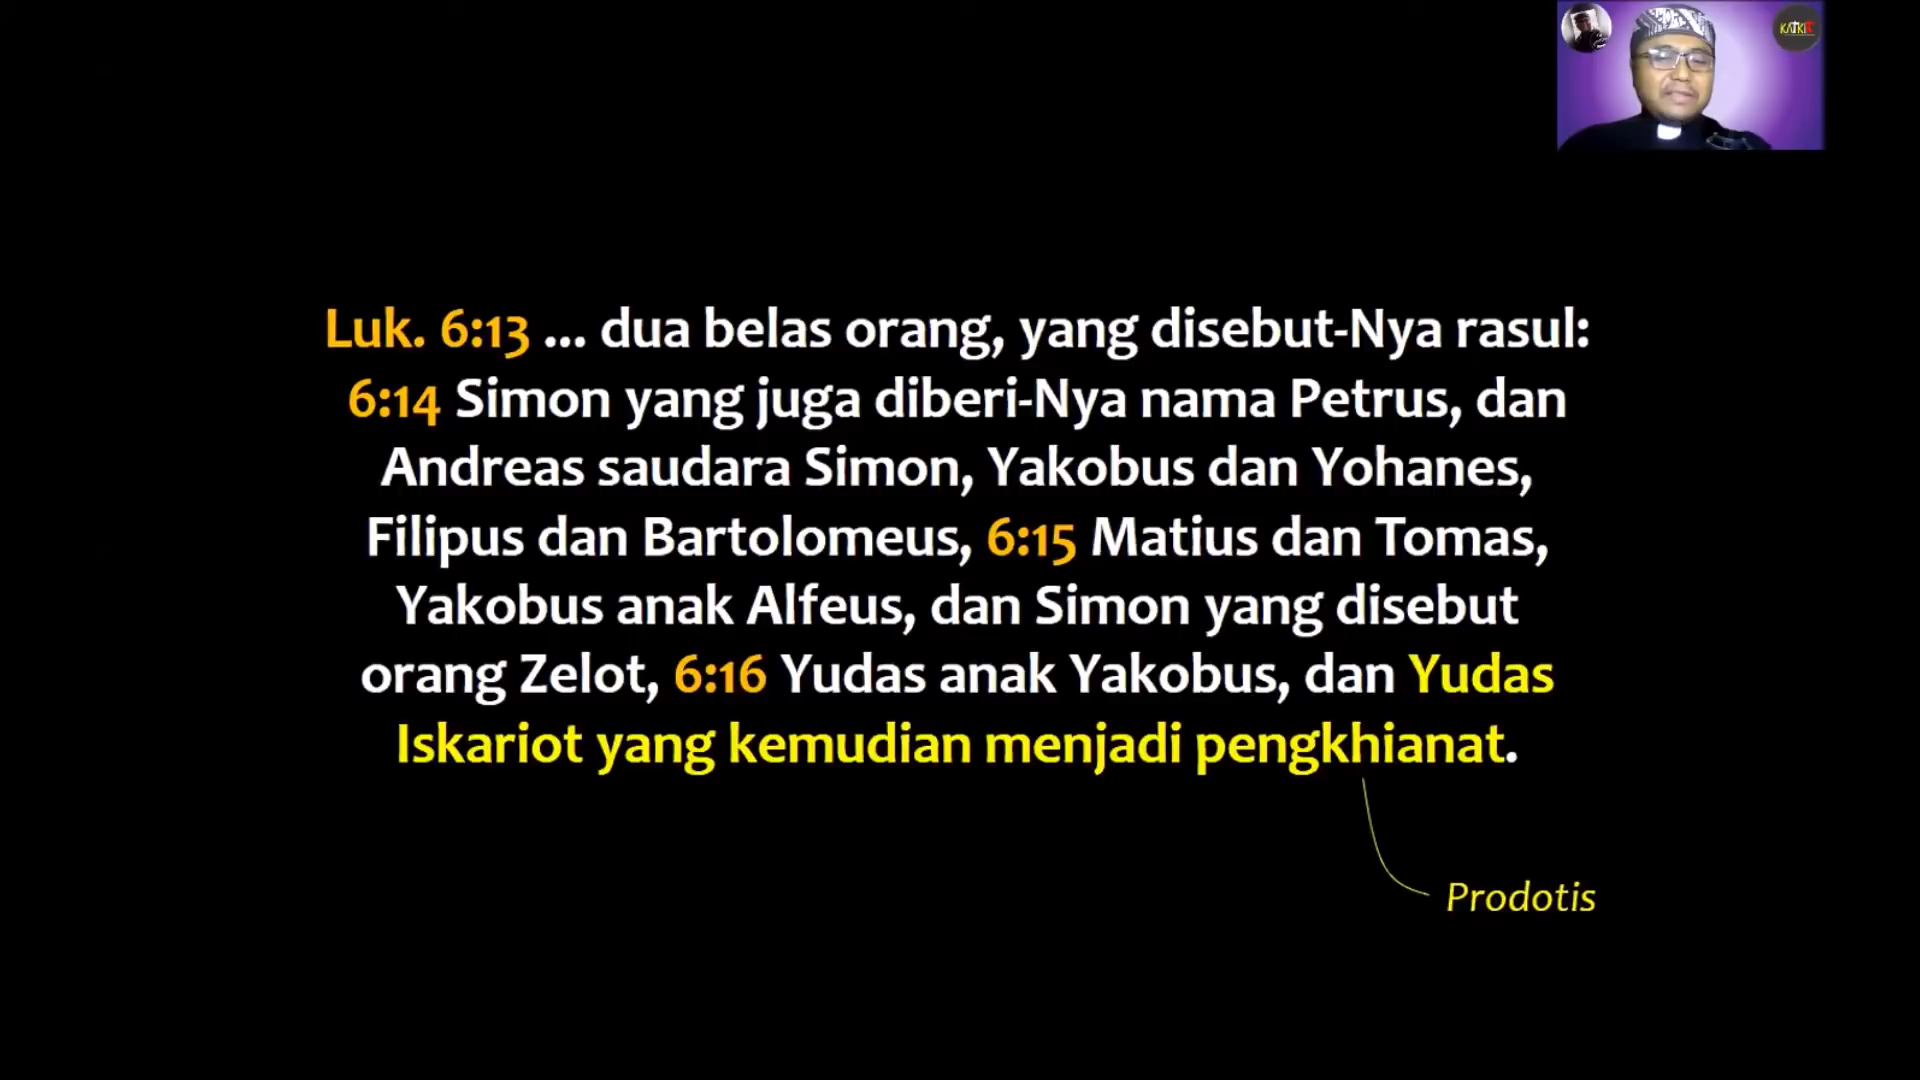 KATKIT
Luk. 6:13 ... dua belas orang, yang disebut-Nya rasul:
6:14 Simon yang juga diberi-Nya nama Petrus, dan
Andreas saudara Simon, Yakobus dan Yohanes,
Filipus dan Bartolomeus, 6:15 Matius dan Tomas,
Yakobus anak Alfeus, dan Simon yang disebut
orang Zelot, 6:16 Yudas anak Yakobus, dan Yudas
Iskariot yang kemudian menjadi pengkhianat.
Prodotis